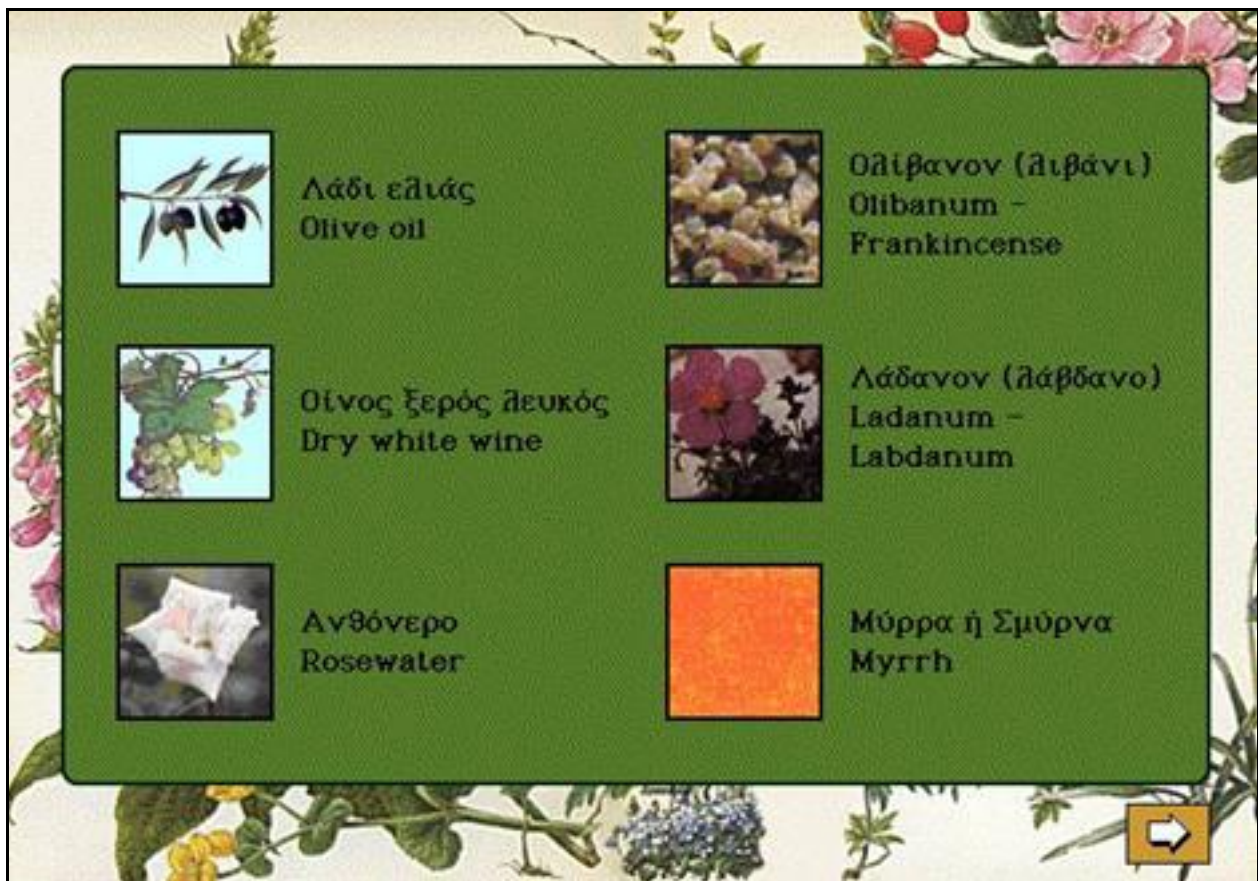 Λάδι ελιάς
Olive oil
Οίνος ξερός λευκός
Dry white wine
Ανθόνερο
Rosewater
Ολίβανον (λιβάνι)
Olibanum –
Frankincense
Λάδανον (λάβδανο)
Ladanum –
Labdanum
Μύρρα ή Σμύρνα
Myrrh